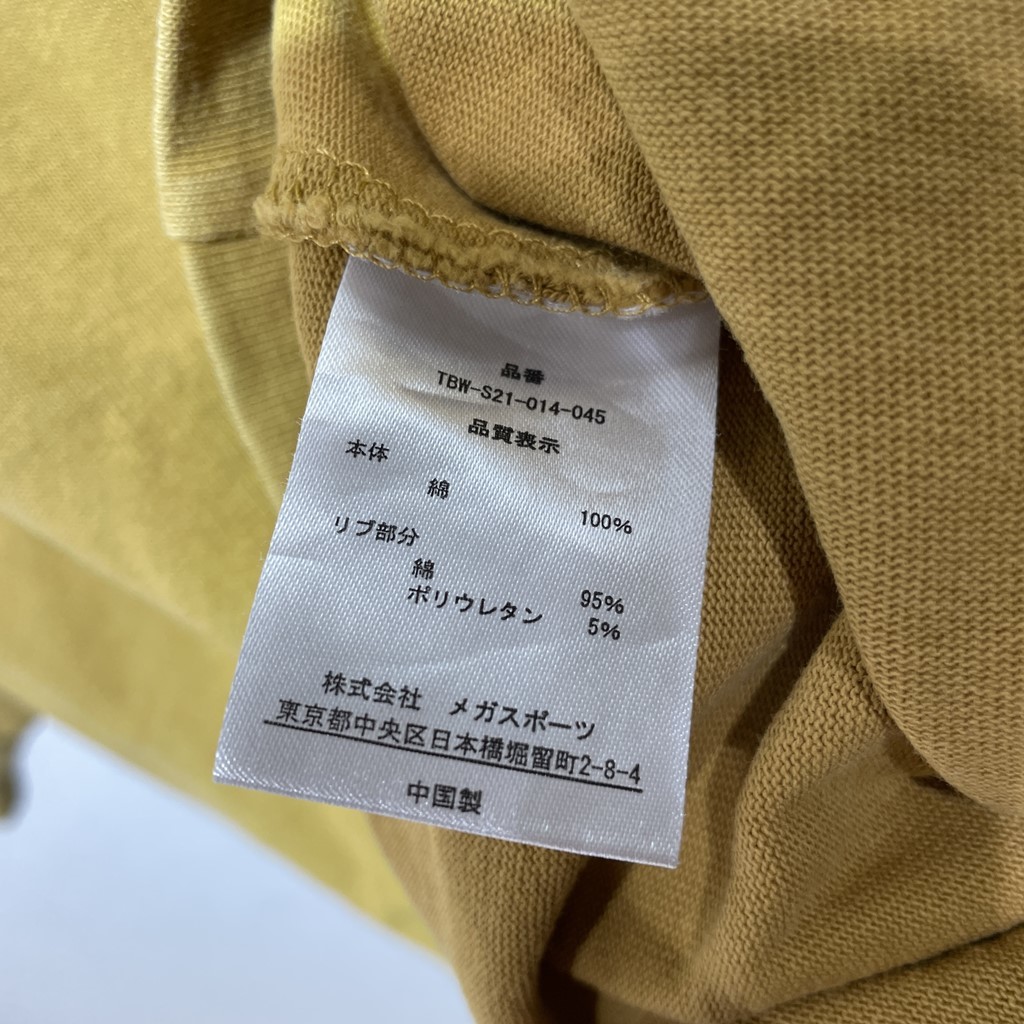 品番
TBW-S21-014-045
品質表示
本体
綿 100%
リブ部分
綿 95%
ポリウレタン 5%
株式会社 メガスポーツ
東京都中央区日本橋堀留町2-8-4
中国製